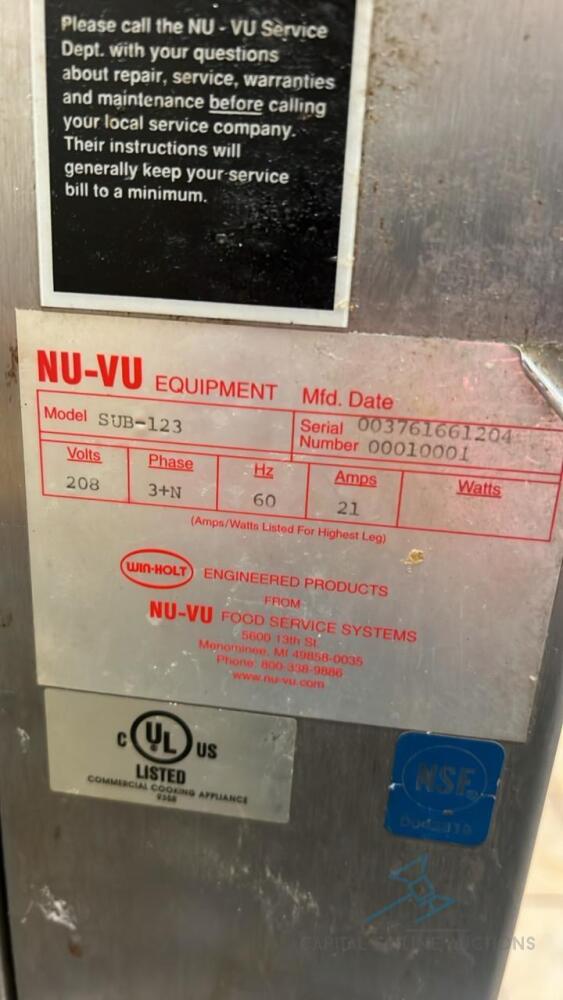 Please call the NU - VU Service
Dept. with your questions
about repair, service, warranties
and maintenance before calling
your local service company.
Their instructions will
generally keep your service
bill to a minimum.
NU-VU EQUIPMENT Mfd. Date
Model SUB-123
Serial Number 003761661204 00010001
Volts Phase Hz Amps Watts
208 3+N 60 21
(Amps/Watts Listed For Highest Leg)
WIN-HOLT ENGINEERED PRODUCTS
FROM
NU-VU FOOD SERVICE SYSTEMS
5600 13th St.
Menominee, MI 49858-0035
Phone: 800-338-9886
www.nu-vu.com
C UL US
LISTED
COMMERCIAL COOKING APPLIANCE
NSF
CAPITAL ONLINE AUCTIONS